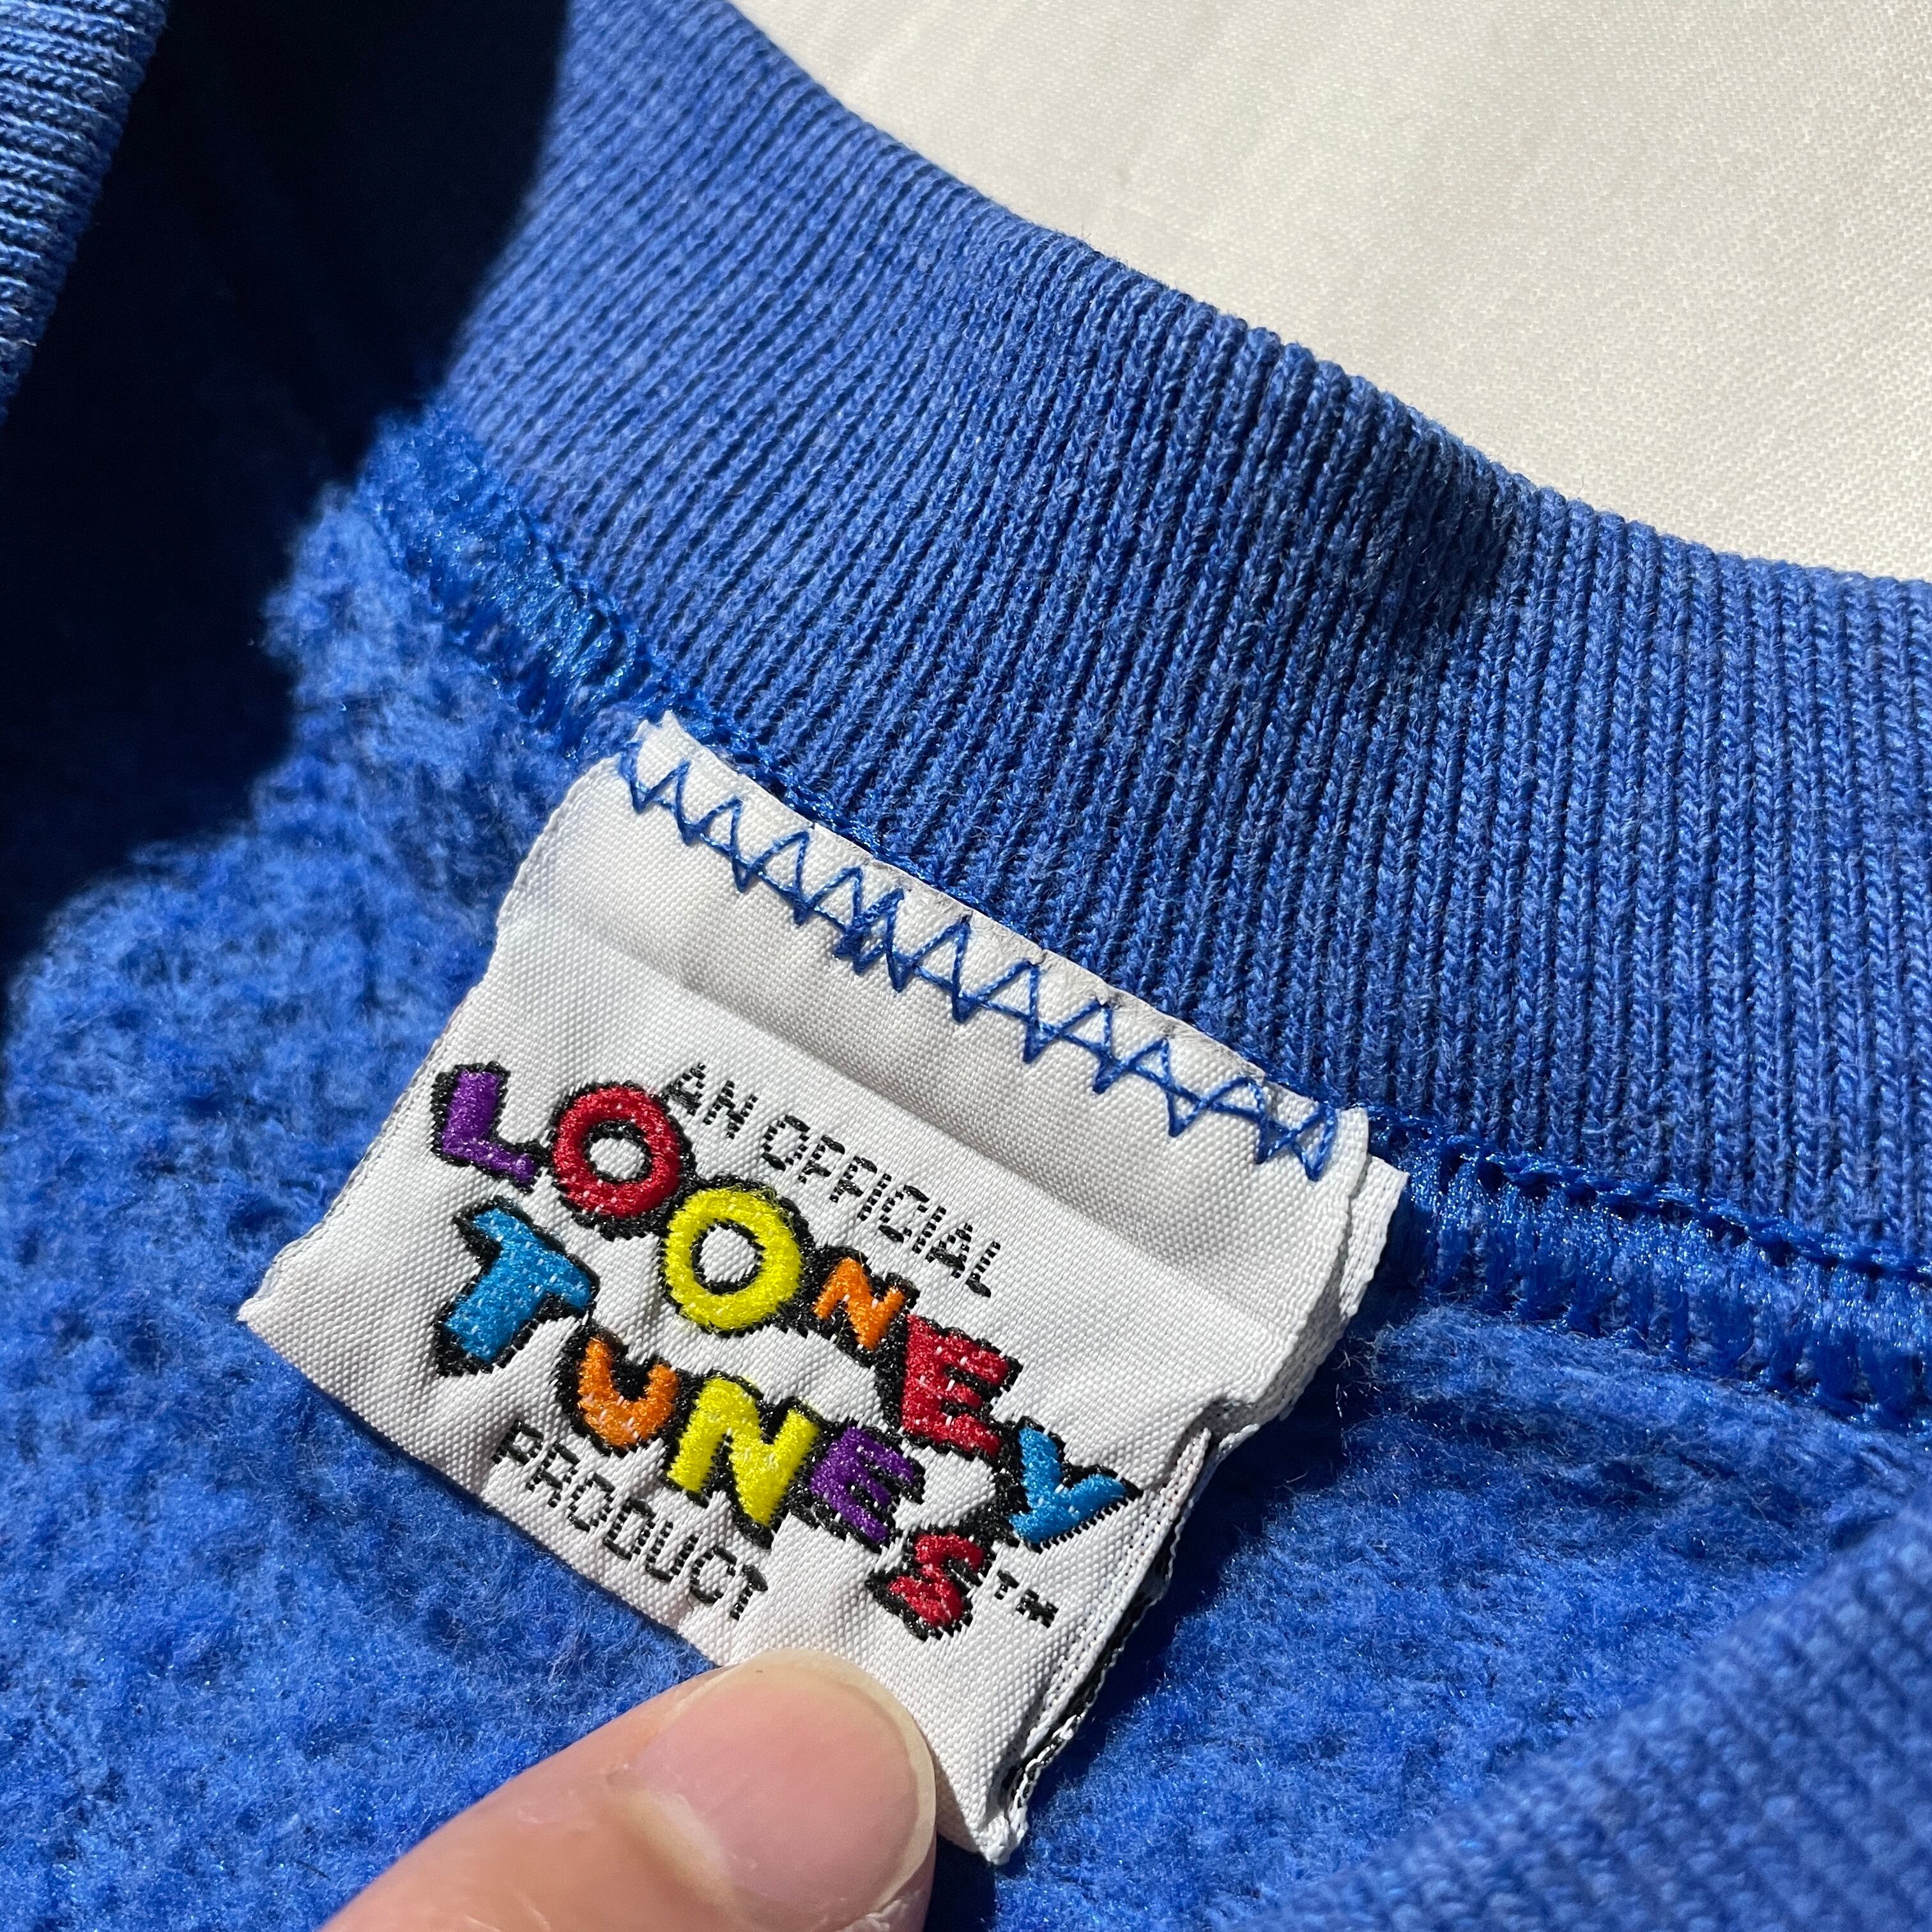 AN OFFICIAL
LOONEY
TUNES™
PRODUCT